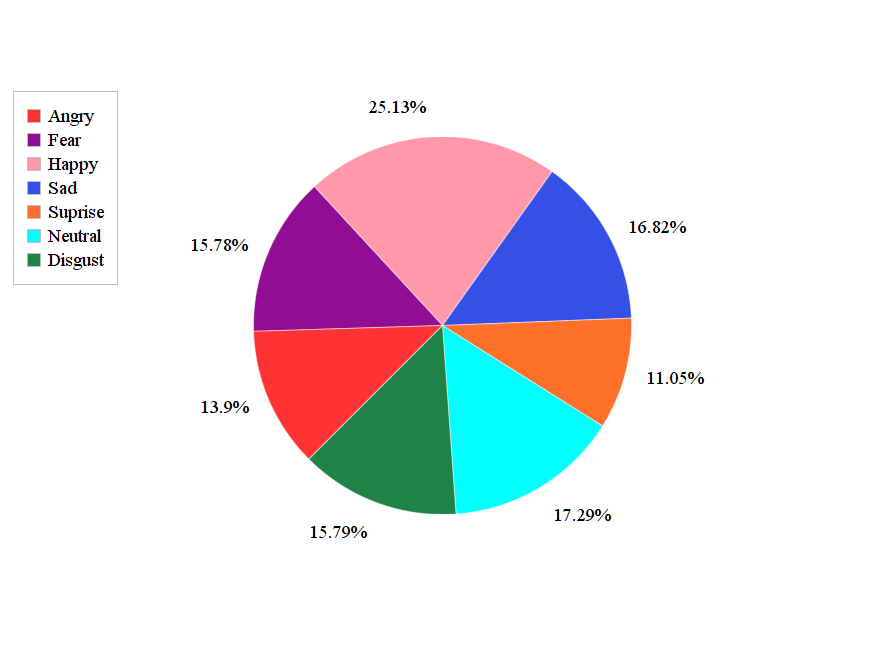 Angry
Fear
Happy
Sad
Suprise
Neutral
Disgust
25.13%
16.82%
15.78%
11.05%
13.9%
17.29%
15.79%